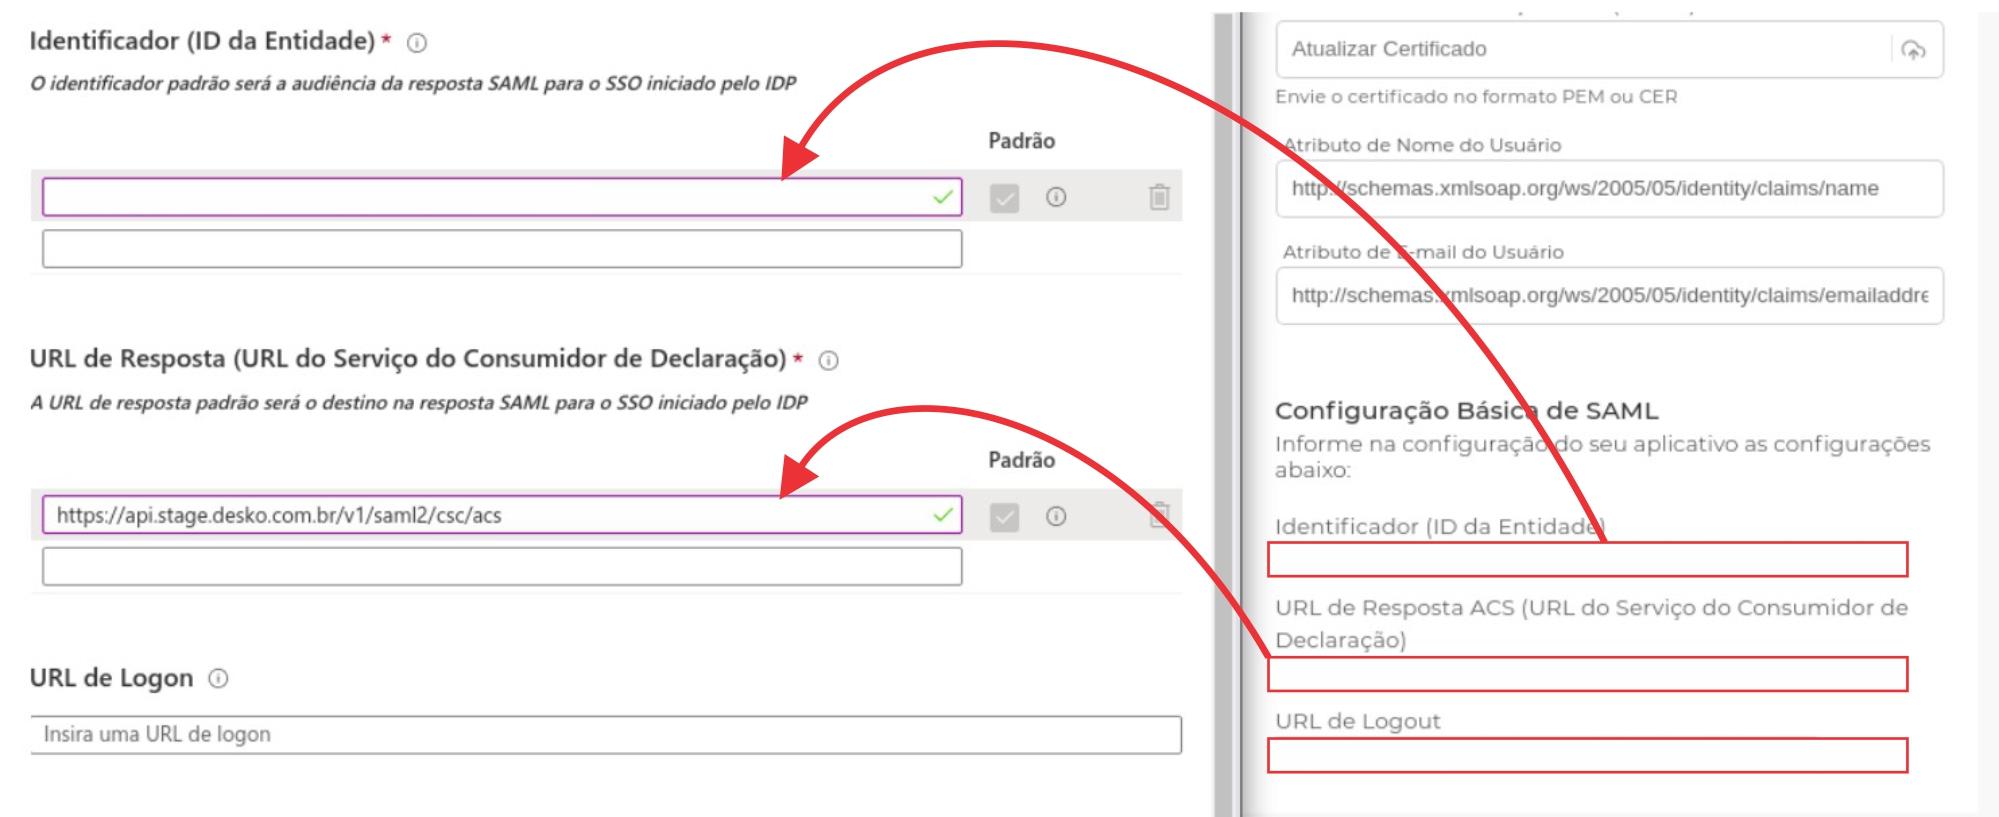 Identificador (ID da Entidade) *
O identificador padrão será a audiência da resposta SAML para o SSO iniciado pelo IDP
Padrão
URL de Resposta (URL do Serviço do Consumidor de Declaração) *
A URL de resposta padrão será o destino na resposta SAML para o SSO iniciado pelo IDP
Padrão
https://api.stage.desko.com.br/v1/saml2/csc/acs
URL de Logon
Insira uma URL de logon
Atualizar Certificado
Envie o certificado no formato PEM ou CER
Atributo de Nome do Usuário
http://schemas.xmlsoap.org/ws/2005/05/identity/claims/name
Atributo de E-mail do Usuário
http://schemas.xmlsoap.org/ws/2005/05/identity/claims/emailaddre
Configuração Básica de SAML
Informe na configuração do seu aplicativo as configurações
abaixo:
Identificador (ID da Entidade)
URL de Resposta ACS (URL do Serviço do Consumidor de
Declaração)
URL de Logout